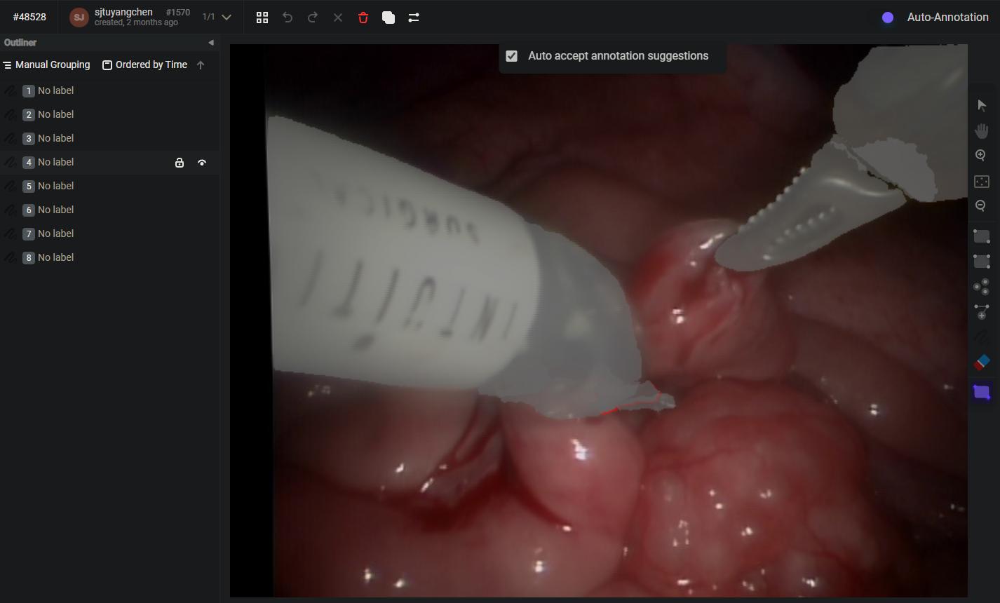 #48528
SJ
sjtuyangchen #1570
created, 2 months ago
1/1
Auto-Annotation
Outliner
Manual Grouping
Ordered by Time
Auto accept annotation suggestions
1 No label
2 No label
3 No label
4 No label
5 No label
6 No label
7 No label
8 No label
SURGICA
INTUITI